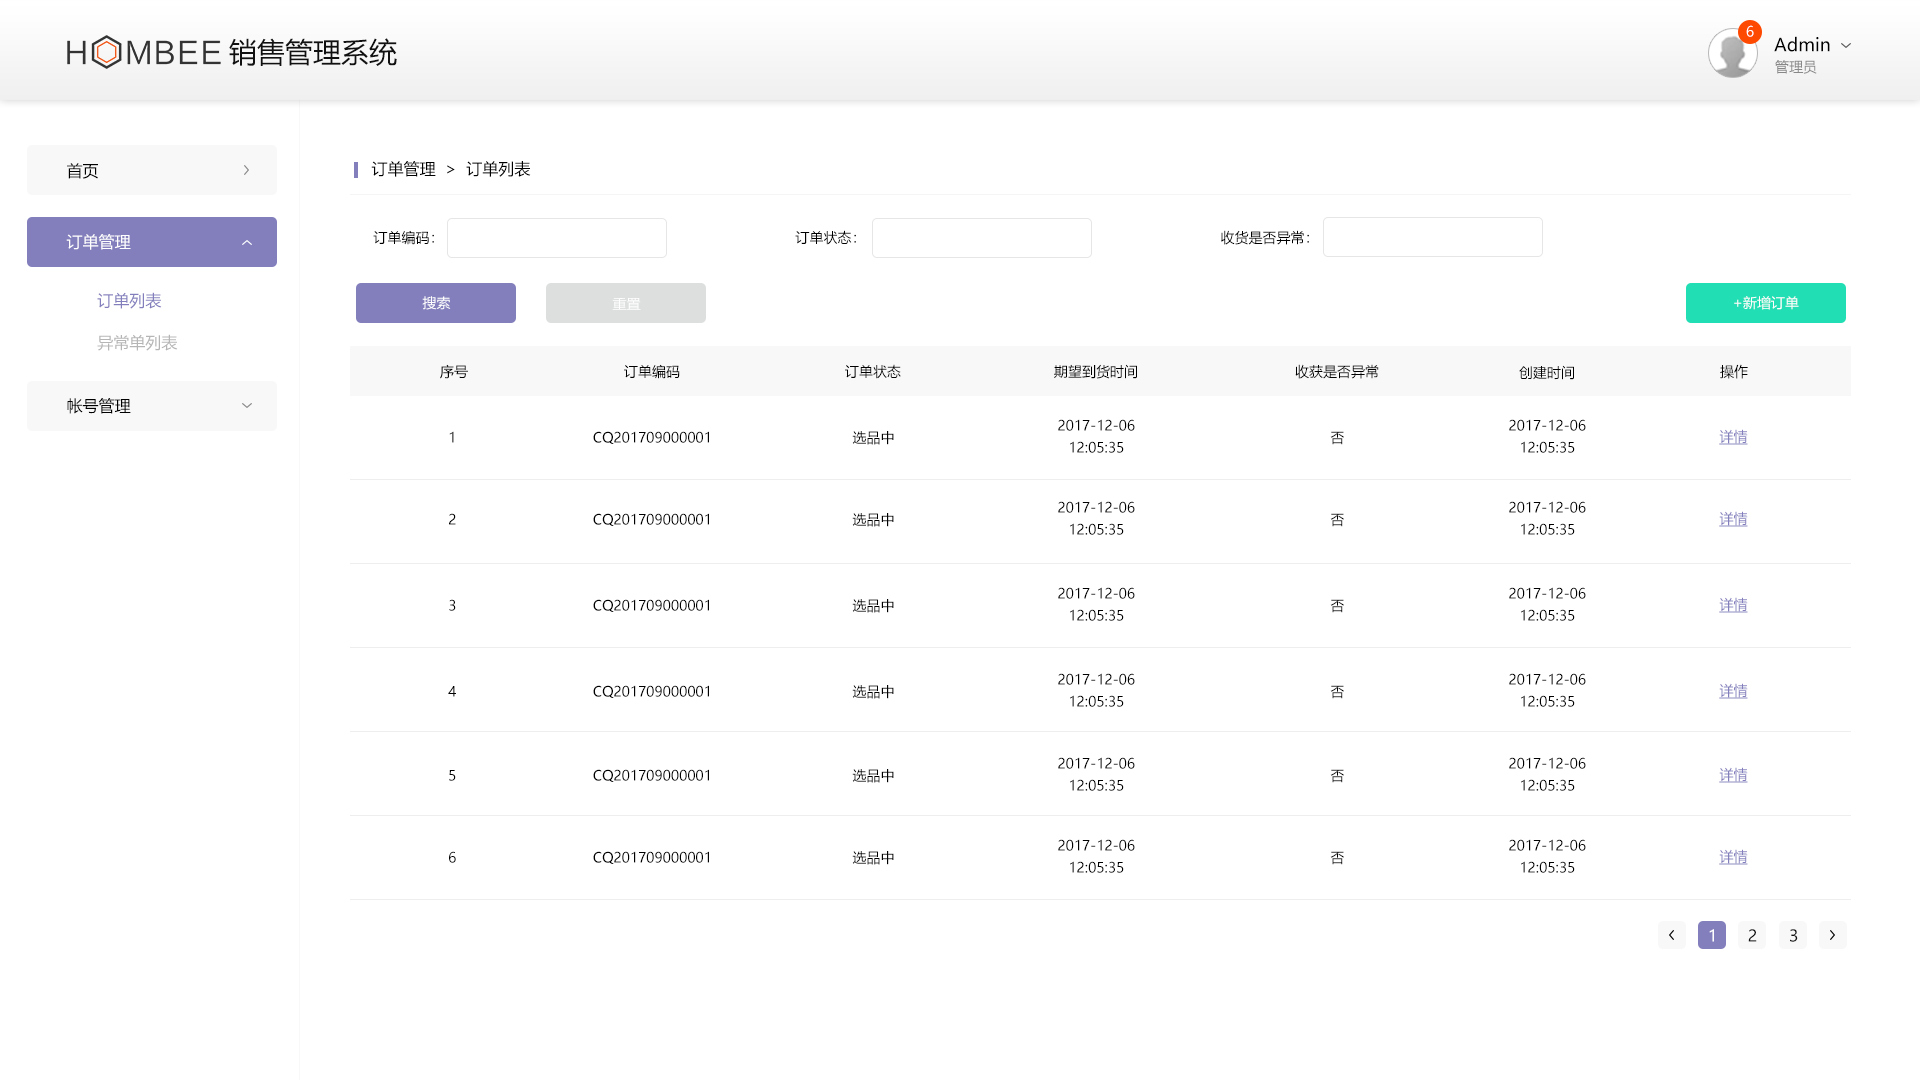 HOMBEE 销售管理系统
6
Admin
管理员
首页
订单管理
订单列表
异常单列表
帐号管理
订单管理 > 订单列表
订单编码：
订单状态：
收货是否异常：
搜索
重置
+新增订单
序号 订单编码 订单状态 期望到货时间 收获是否异常 创建时间 操作
1 CQ201709000001 选品中 2017-12-06 12:05:35 否 2017-12-06 12:05:35 详情
2 CQ201709000001 选品中 2017-12-06 12:05:35 否 2017-12-06 12:05:35 详情
3 CQ201709000001 选品中 2017-12-06 12:05:35 否 2017-12-06 12:05:35 详情
4 CQ201709000001 选品中 2017-12-06 12:05:35 否 2017-12-06 12:05:35 详情
5 CQ201709000001 选品中 2017-12-06 12:05:35 否 2017-12-06 12:05:35 详情
6 CQ201709000001 选品中 2017-12-06 12:05:35 否 2017-12-06 12:05:35 详情
1 2 3